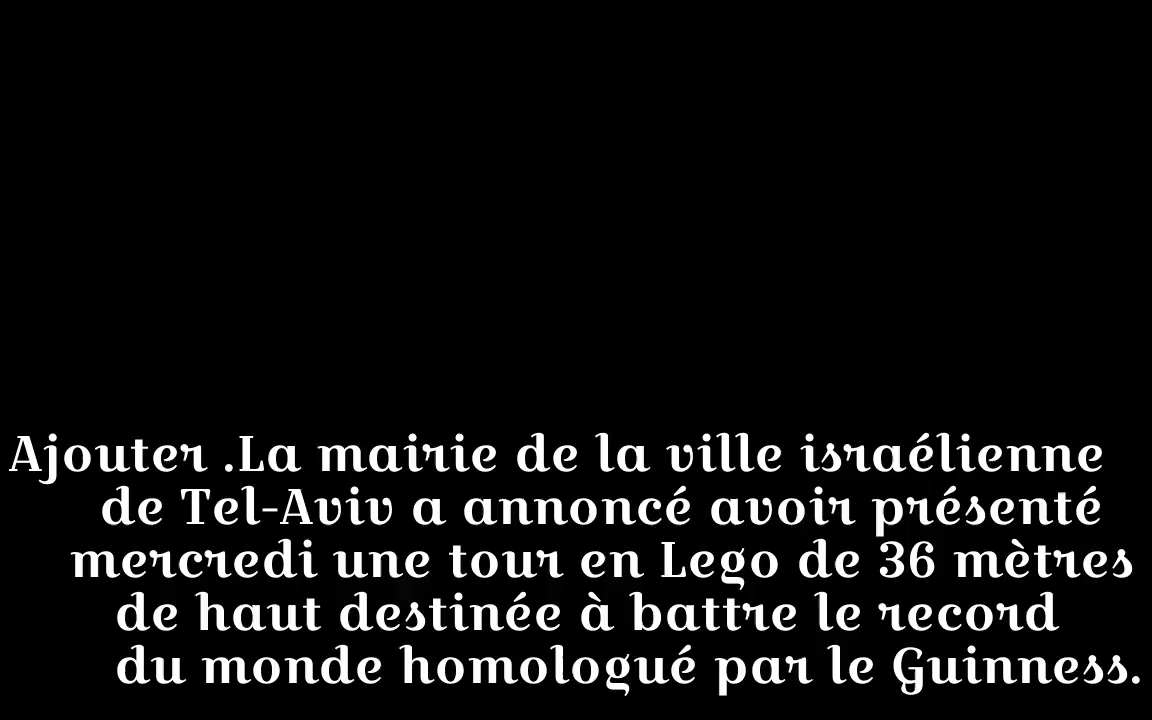 Ajouter .La mairie de la ville israélienne
de Tel-Aviv a annoncé avoir présenté
mercredi une tour en Lego de 36 mètres
de haut destinée à battre le record
du monde homologué par le Guinness.